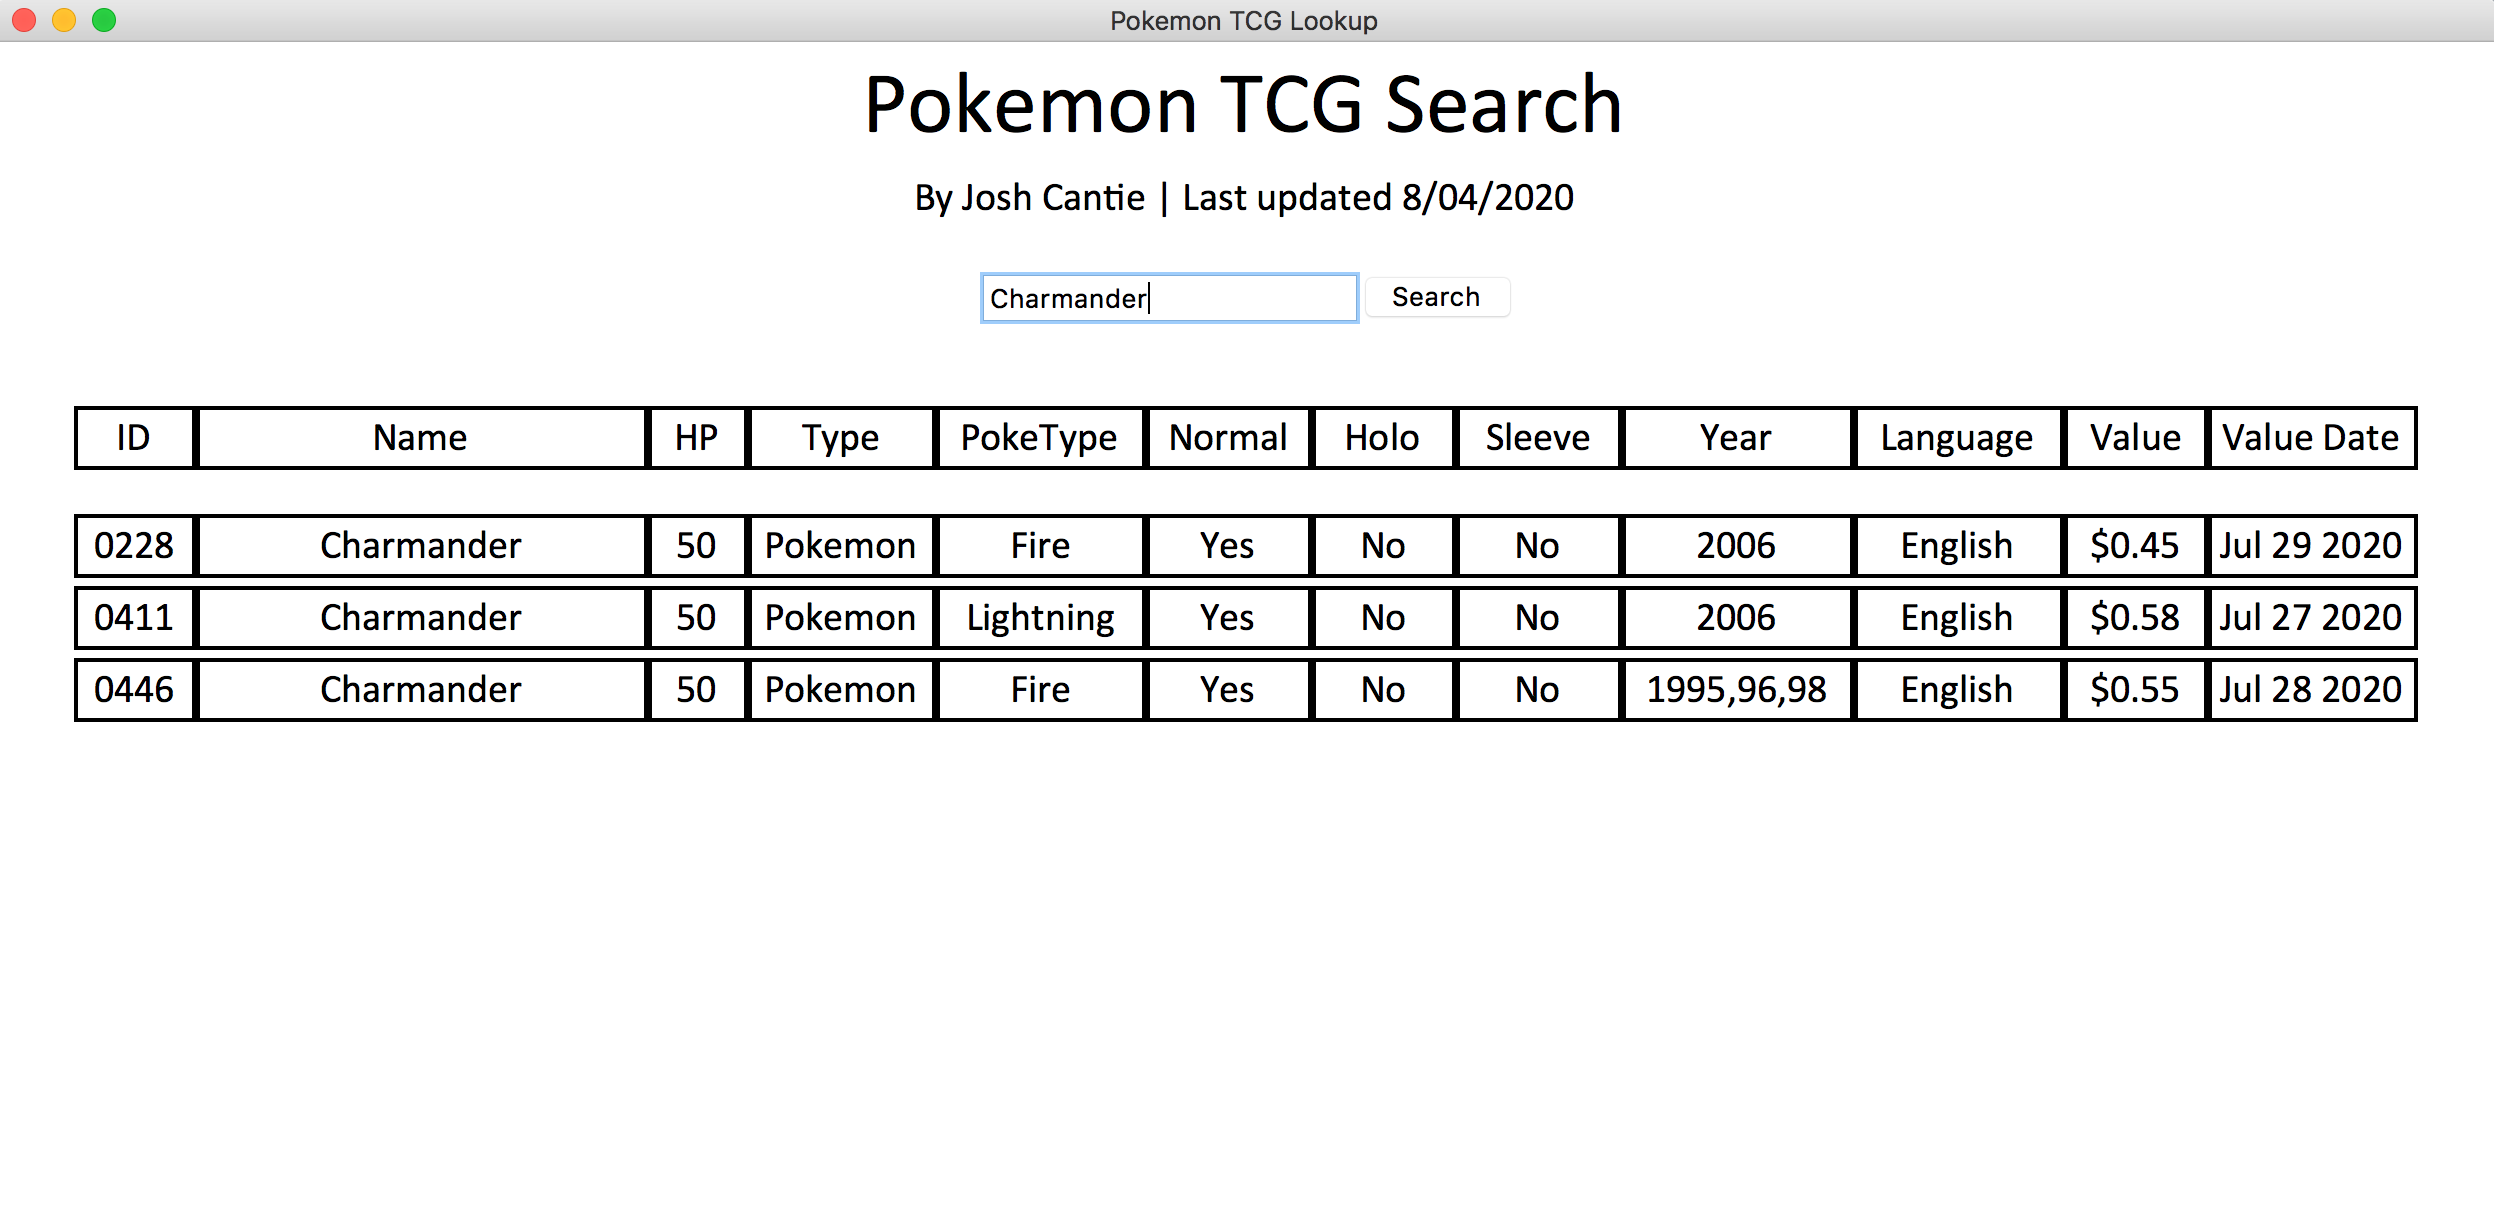 Pokemon TCG Lookup
Pokemon TCG Search
By Josh Cantie | Last updated 8/04/2020
Charmander Search
ID Name HP Type PokeType Normal Holo Sleeve Year Language Value Value Date
0228 Charmander 50 Pokemon Fire Yes No No 2006 English $0.45 Jul 29 2020
0411 Charmander 50 Pokemon Lightning Yes No No 2006 English $0.58 Jul 27 2020
0446 Charmander 50 Pokemon Fire Yes No No 1995,96,98 English $0.55 Jul 28 2020